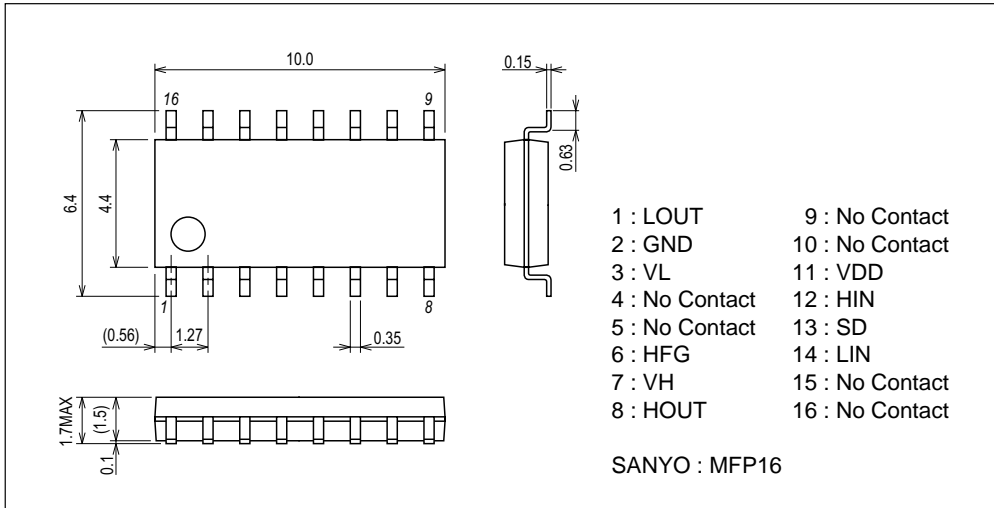 10.0
0.15
16
9
0.63
6.4
4.4
1
8
(0.56)
1.27
0.35
1.7MAX
(1.5)
0.1
1 : LOUT
2 : GND
3 : VL
4 : No Contact
5 : No Contact
6 : HFG
7 : VH
8 : HOUT
9 : No Contact
10 : No Contact
11 : VDD
12 : HIN
13 : SD
14 : LIN
15 : No Contact
16 : No Contact
SANYO : MFP16